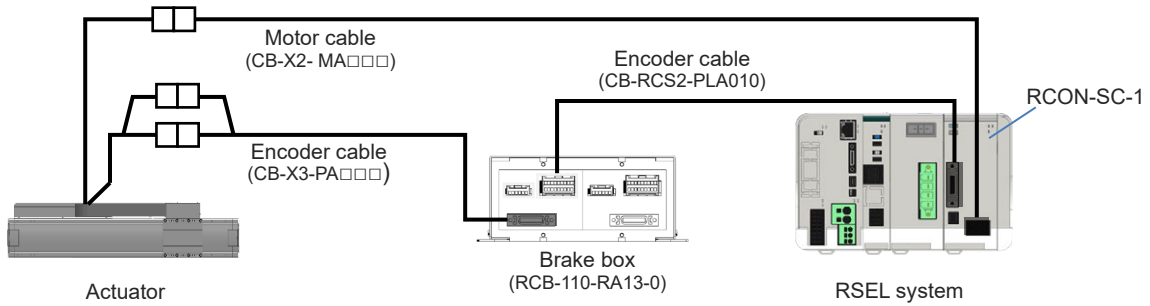 Motor cable
(CB-X2- MA□□□)
Encoder cable
(CB-RCS2-PLA010)
RCON-SC-1
Encoder cable
(CB-X3-PA□□□)
Brake box
(RCB-110-RA13-0)
Actuator
RSEL system